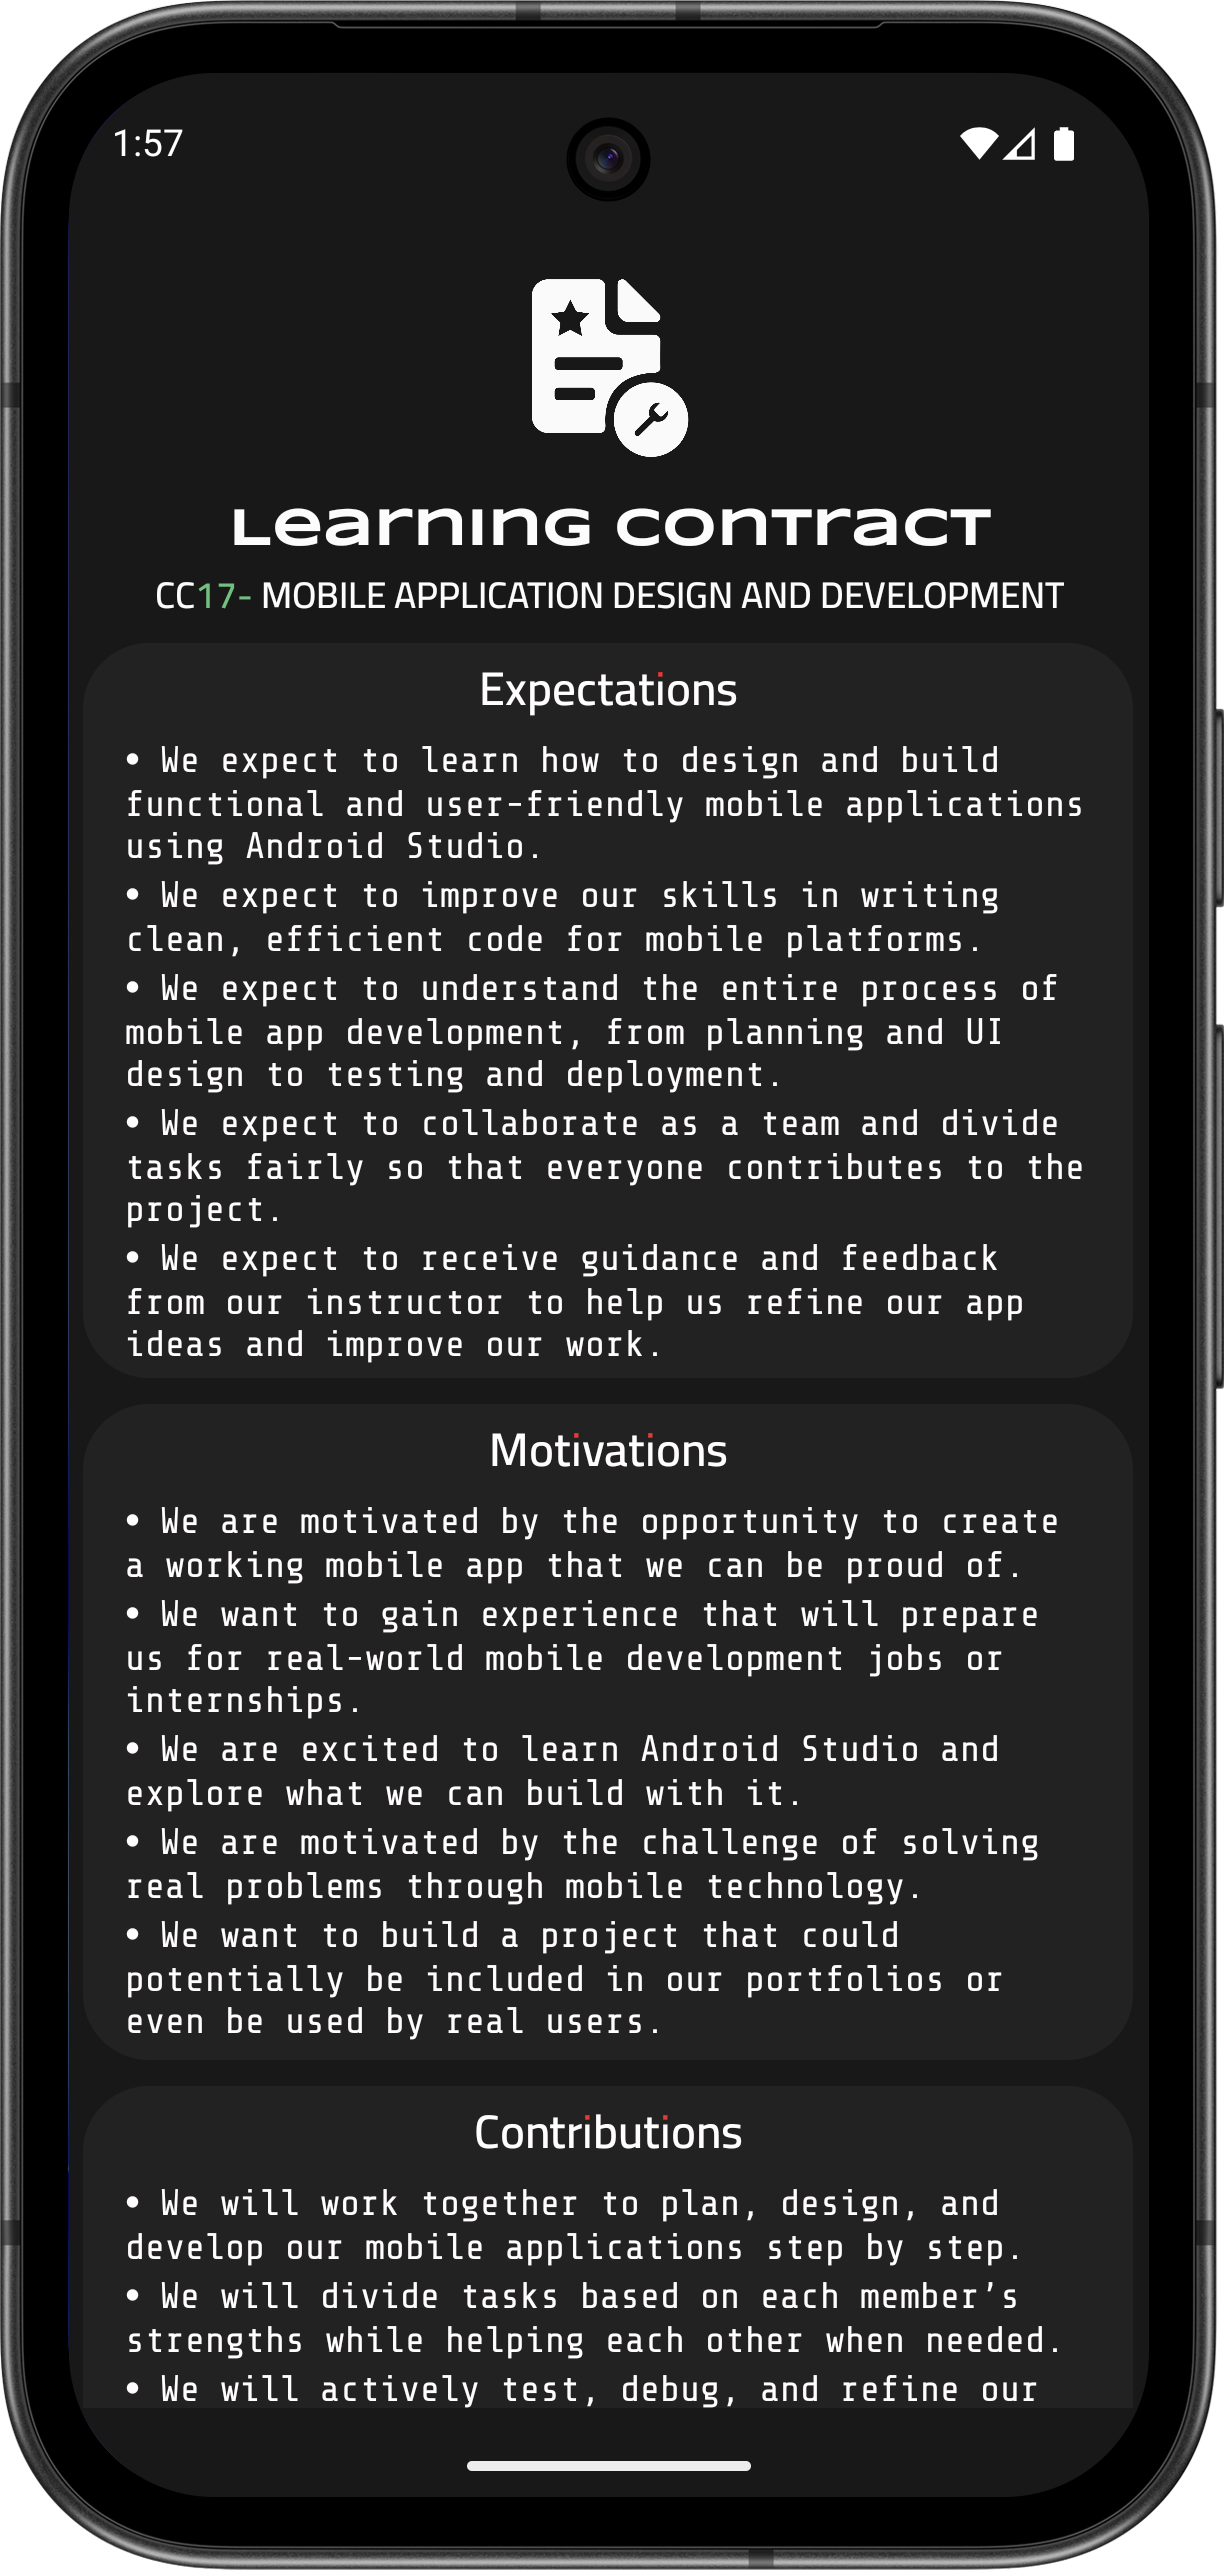 1:57
Learning Contract
CC17- MOBILE APPLICATION DESIGN AND DEVELOPMENT
Expectations
• We expect to learn how to design and build
functional and user-friendly mobile applications
using Android Studio.
• We expect to improve our skills in writing
clean, efficient code for mobile platforms.
• We expect to understand the entire process of
mobile app development, from planning and UI
design to testing and deployment.
• We expect to collaborate as a team and divide
tasks fairly so that everyone contributes to the
project.
• We expect to receive guidance and feedback
from our instructor to help us refine our app
ideas and improve our work.
Motivations
• We are motivated by the opportunity to create
a working mobile app that we can be proud of.
• We want to gain experience that will prepare
us for real-world mobile development jobs or
internships.
• We are excited to learn Android Studio and
explore what we can build with it.
• We are motivated by the challenge of solving
real problems through mobile technology.
• We want to build a project that could
potentially be included in our portfolios or
even be used by real users.
Contributions
• We will work together to plan, design, and
develop our mobile applications step by step.
• We will divide tasks based on each member’s
strengths while helping each other when needed.
• We will actively test, debug, and refine our